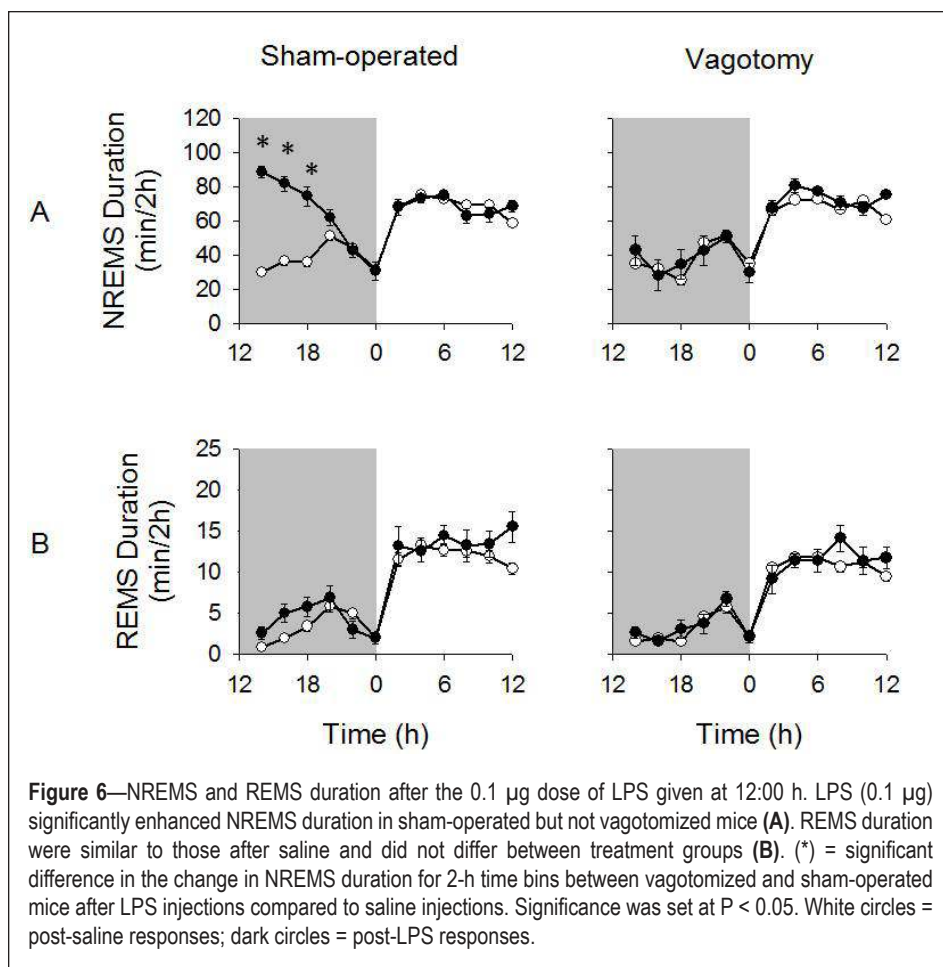 Sham-operated Vagotomy
A
NREMS Duration
(min/2h)
120
100
80
60
40
20
0
* * *
12 18 0 6 12
12 18 0 6 12
B
REMS Duration
(min/2h)
25
20
15
10
5
0
12 18 0 6 12
12 18 0 6 12
Time (h) Time (h)
Figure 6—NREMS and REMS duration after the 0.1 µg dose of LPS given at 12:00 h. LPS (0.1 µg)
significantly enhanced NREMS duration in sham-operated but not vagotomized mice (A). REMS duration
were similar to those after saline and did not differ between treatment groups (B). (*) = significant
difference in the change in NREMS duration for 2-h time bins between vagotomized and sham-operated
mice after LPS injections compared to saline injections. Significance was set at P < 0.05. White circles =
post-saline responses; dark circles = post-LPS responses.